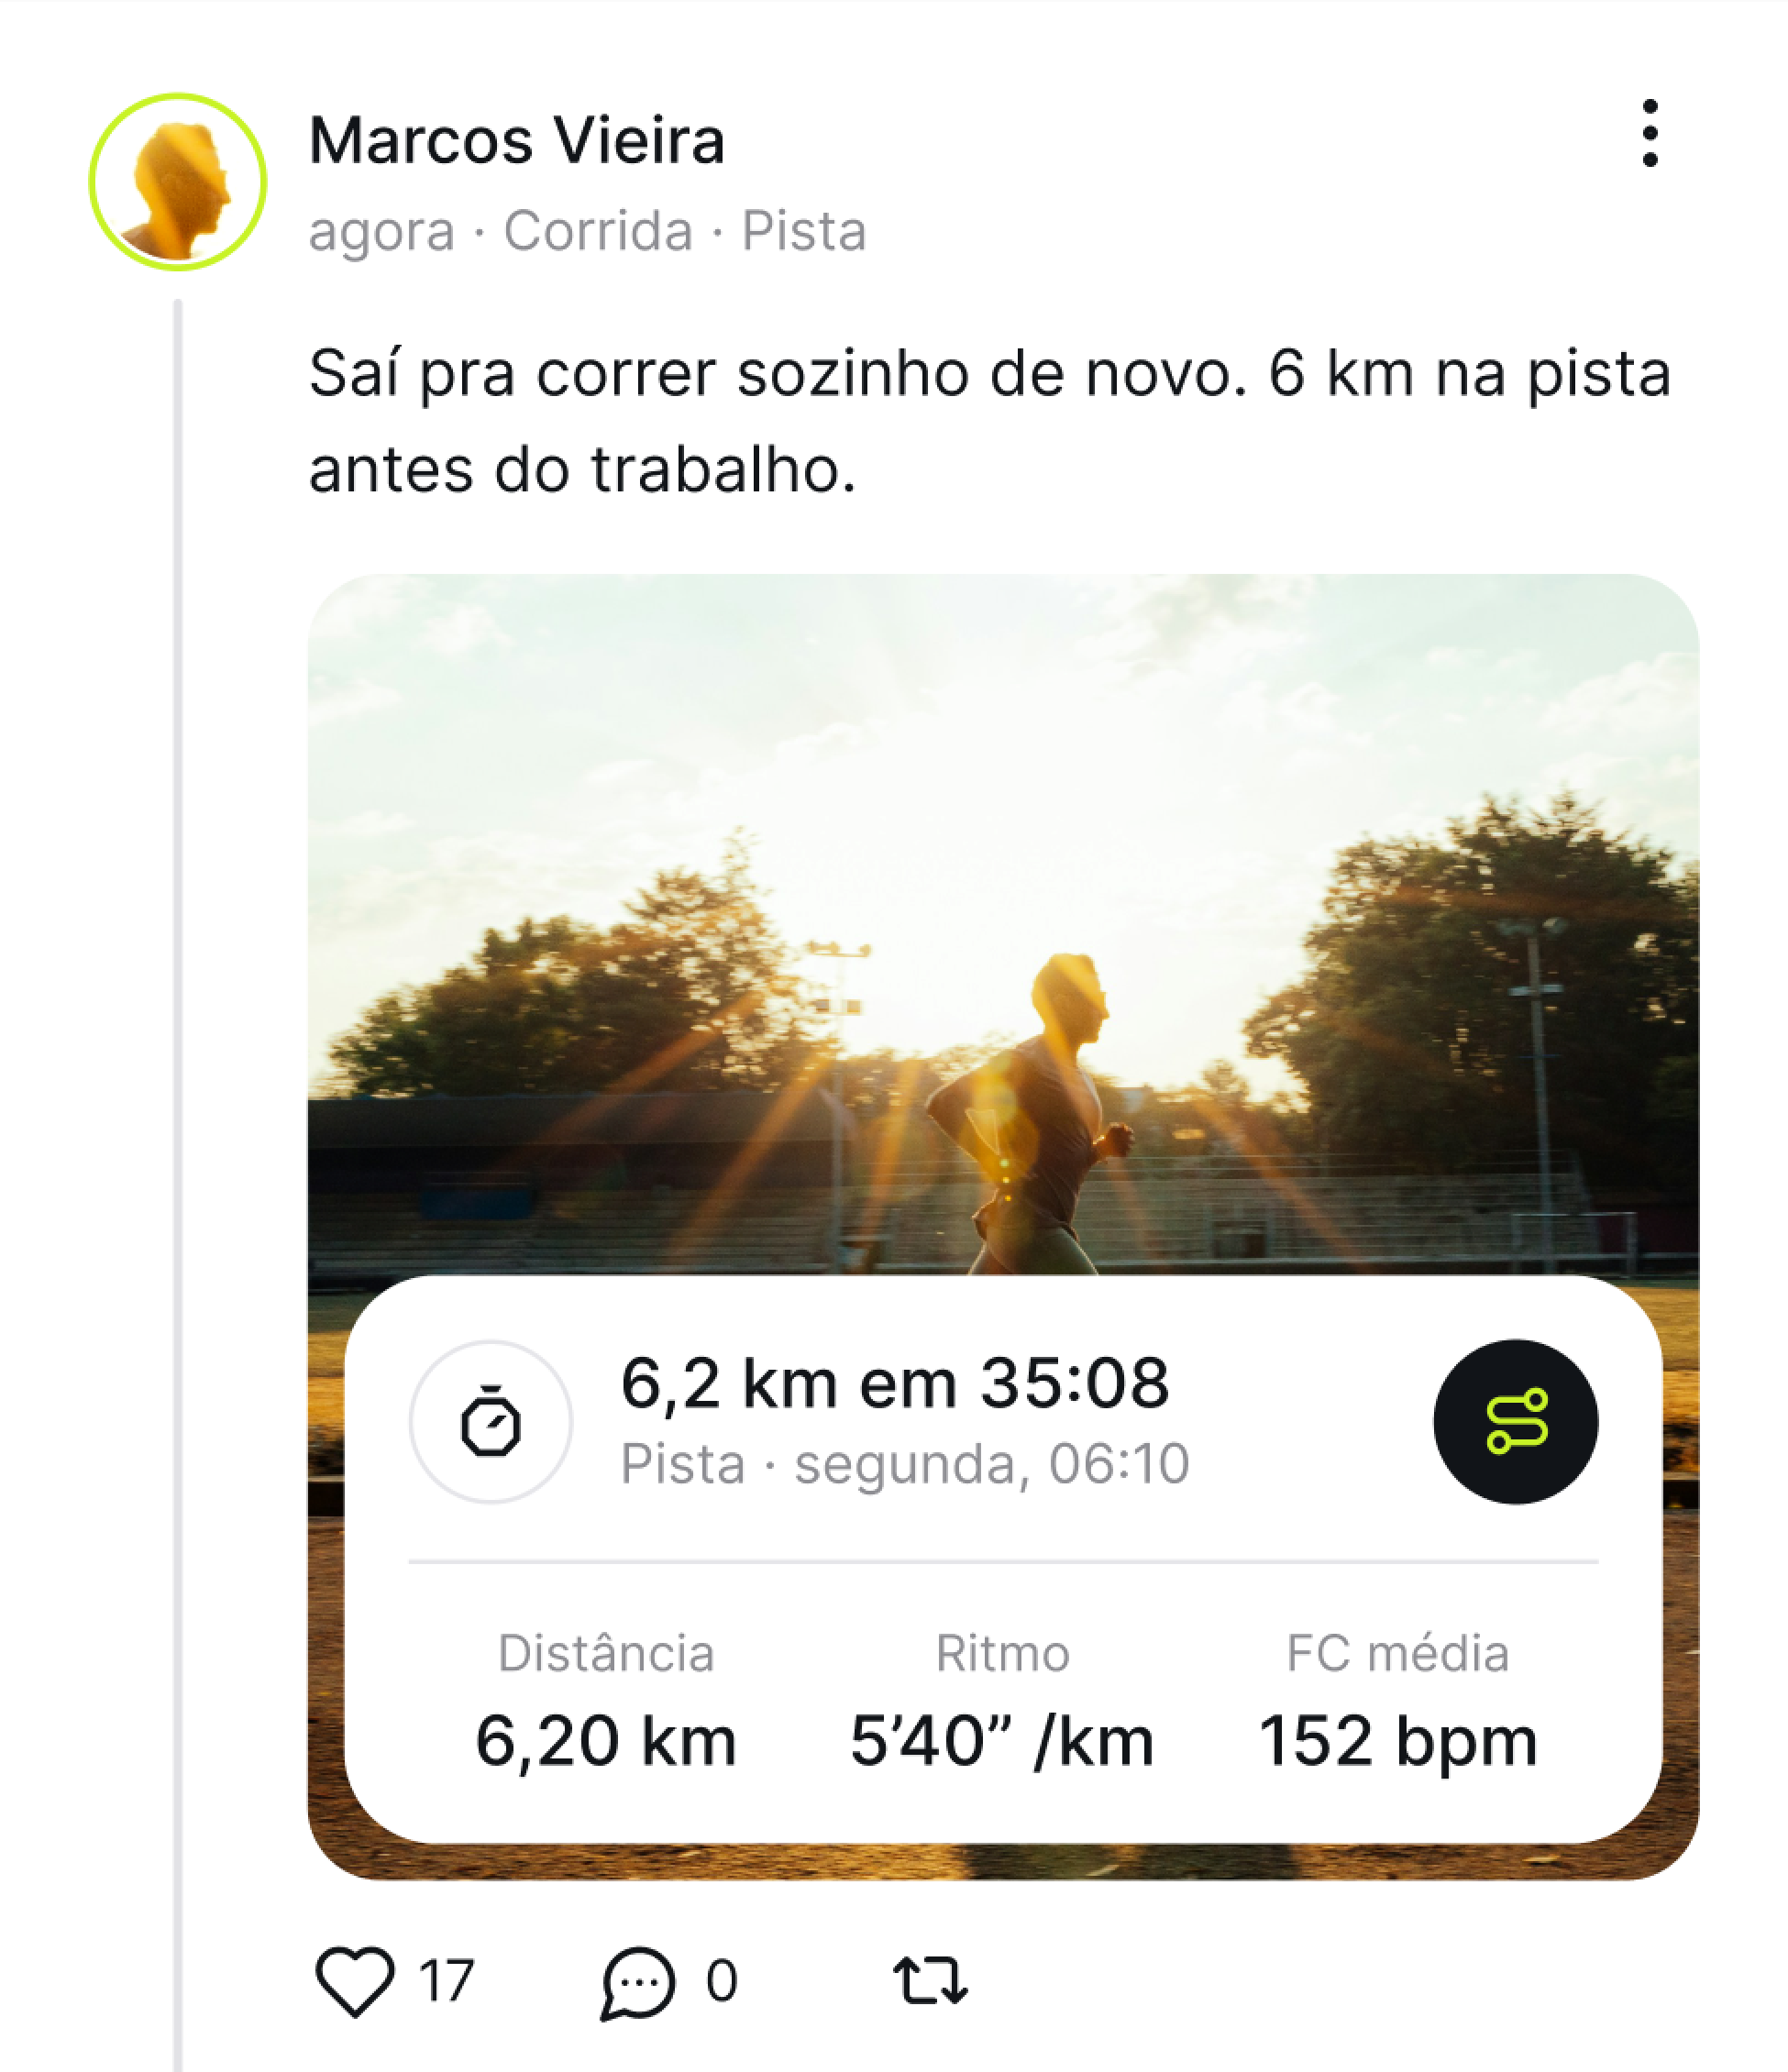 Marcos Vieira
agora · Corrida · Pista
Saí pra correr sozinho de novo. 6 km na pista
antes do trabalho.
6,2 km em 35:08
Pista · segunda, 06:10
Distância
6,20 km
Ritmo
5’40” /km
FC média
152 bpm
17
0